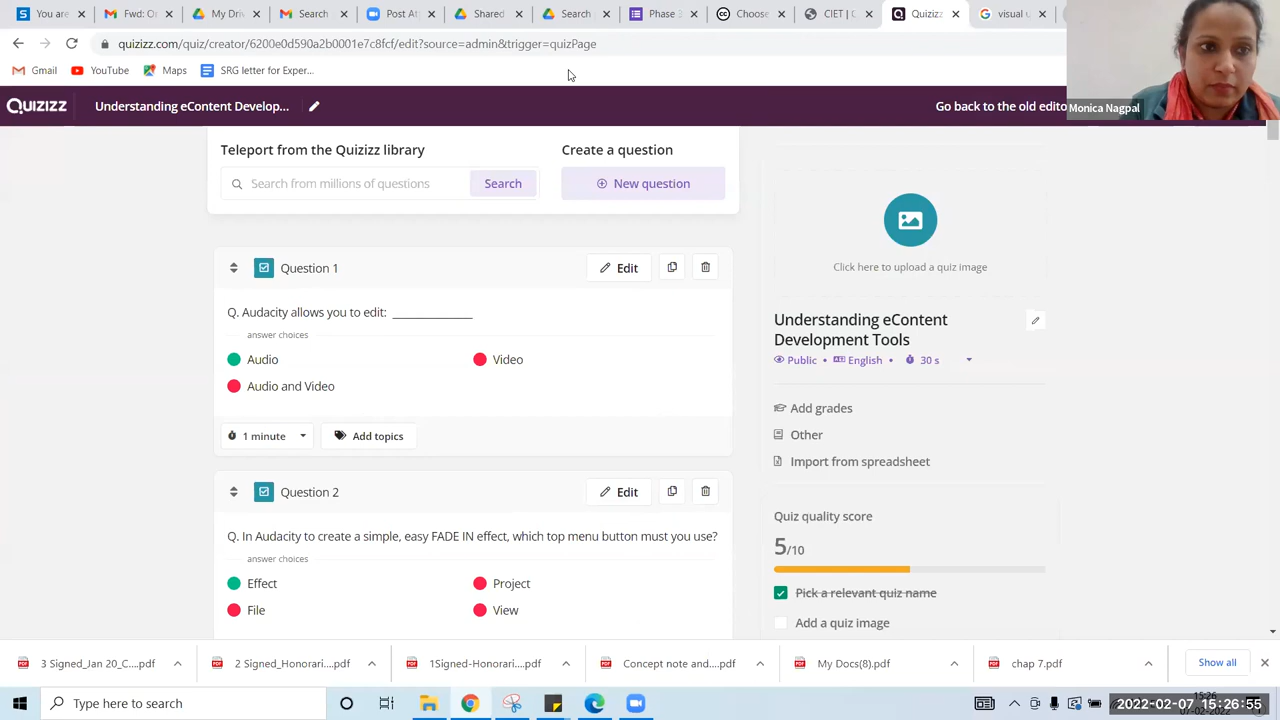 You are
Fwd: Or
My Driv
Search
Post Att
Shared
Search
Phase 3
Choose
CIET | C
Quizizz
visual q
quizizz.com/quiz/creator/6200e0d590a2b0001e7c8fcf/edit?source=admin&trigger=quizPage
Gmail
YouTube
Maps
SRG letter for Exper...
QUIZIZZ
Understanding eContent Develop...
Go back to the old edito
Monica Nagpal
Teleport from the Quizizz library
Create a question
Search from millions of questions
Search
New question
Click here to upload a quiz image
Question 1
Edit
Q. Audacity allows you to edit: ______________
answer choices
Audio
Video
Audio and Video
1 minute
Add topics
Understanding eContent
Development Tools
Public • English • 30 s
Add grades
Other
Import from spreadsheet
Question 2
Edit
Q. In Audacity to create a simple, easy FADE IN effect, which top menu button must you use?
answer choices
Effect
Project
File
View
Quiz quality score
5/10
Pick a relevant quiz name
Add a quiz image
3 Signed_Jan 20_C....pdf
2 Signed_Honorari....pdf
1Signed-Honorari....pdf
Concept note and....pdf
My Docs(8).pdf
chap 7.pdf
Show all
Type here to search
15:26
07-02-2022
2022-02-07 15:26:55